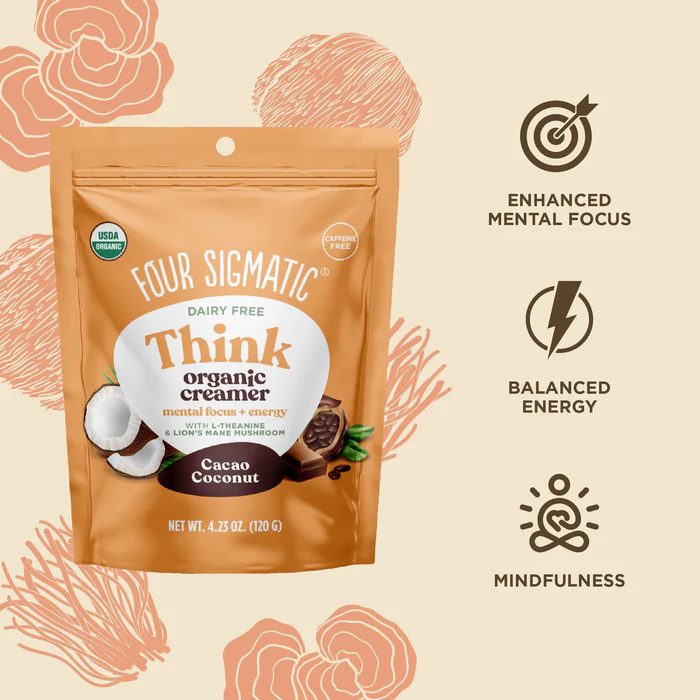 USDA
ORGANIC
CAFFEINE
FREE
FOUR SIGMATIC®
DAIRY FREE
Think
organic
creamer
mental focus + energy
WITH L-THEANINE
& LION'S MANE MUSHROOM
Cacao
Coconut
NET WT. 4.23 OZ. (120 G)
ENHANCED
MENTAL FOCUS
BALANCED
ENERGY
MINDFULNESS